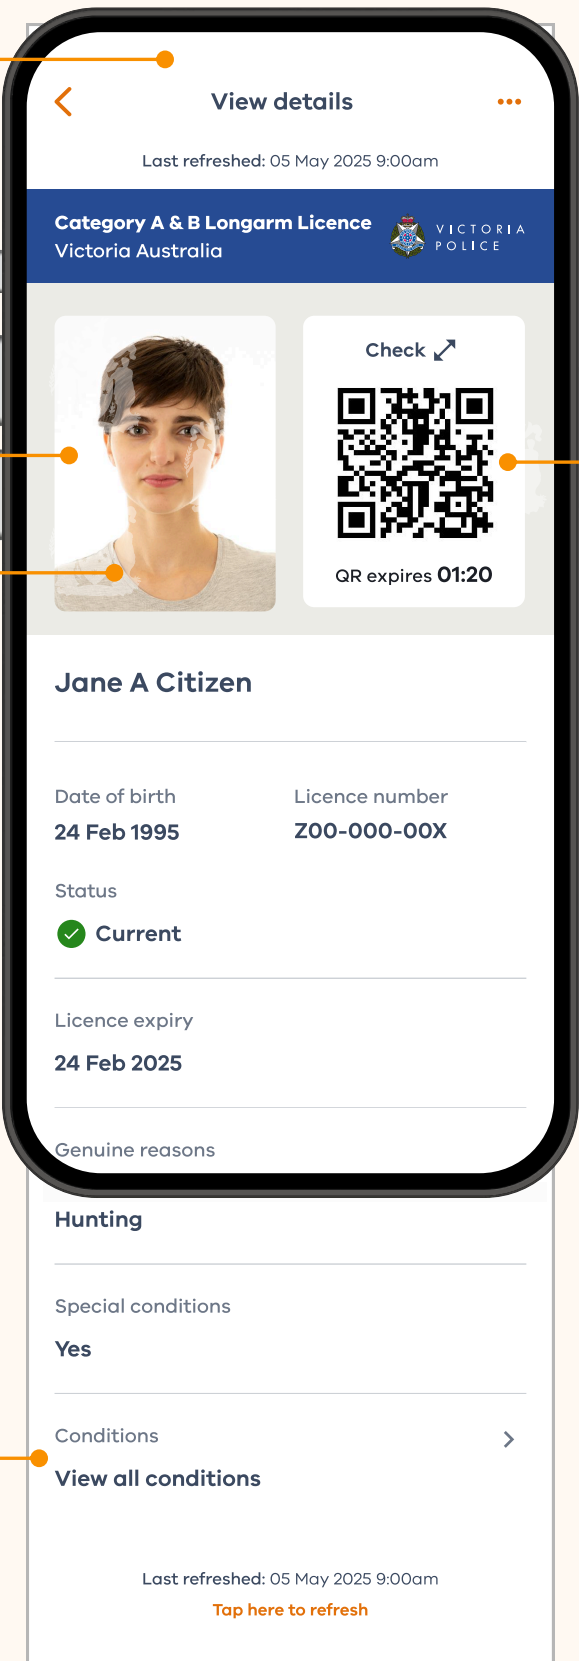 View details
Last refreshed: 05 May 2025 9:00am
Category A & B Longarm Licence
Victoria Australia
VICTORIA
POLICE
Check
QR expires 01:20
Jane A Citizen
Date of birth
Licence number
24 Feb 1995
Z00-000-00X
Status
Current
Licence expiry
24 Feb 2025
Genuine reasons
Hunting
Special conditions
Yes
Conditions
View all conditions
Last refreshed: 05 May 2025 9:00am
Tap here to refresh